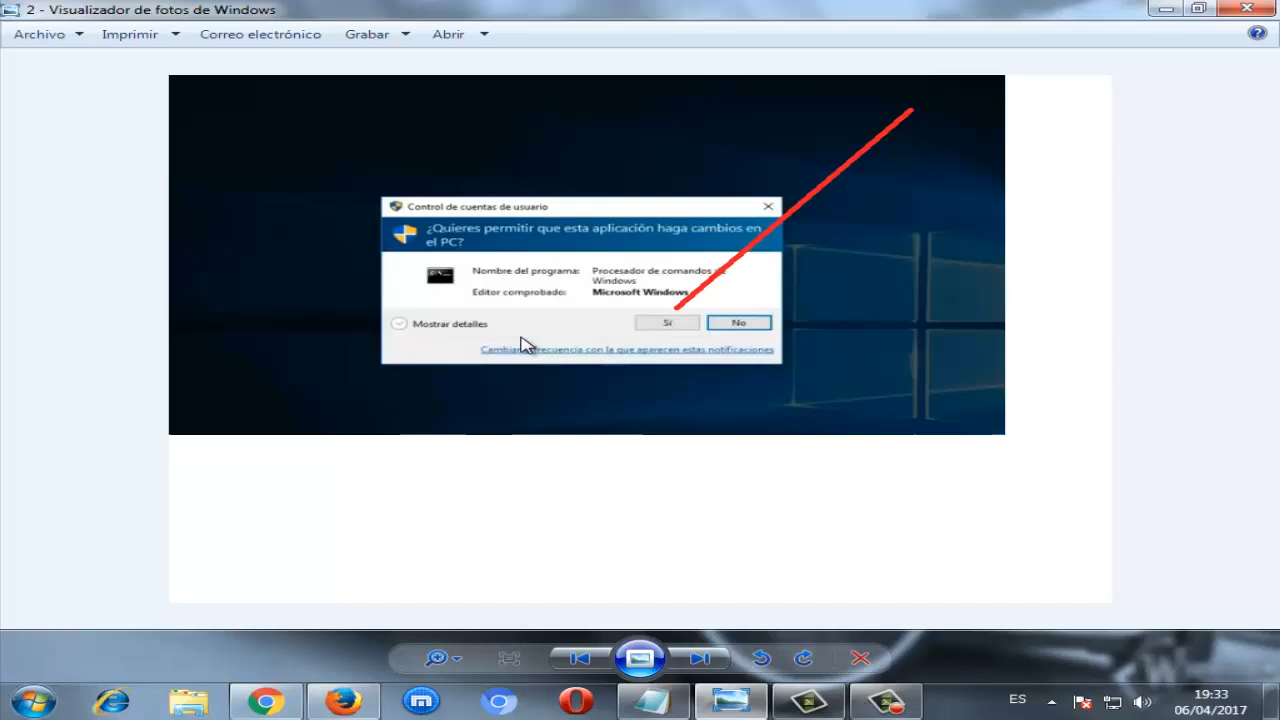 2 - Visualizador de fotos de Windows
Archivo Imprimir Correo electrónico Grabar Abrir
Control de cuentas de usuario
¿Quieres permitir que esta aplicación haga cambios en
el PC?
Nombre del programa: Procesador de comandos de
Windows
Editor comprobado: Microsoft Windows
Mostrar detalles
Sí No
Cambiar frecuencia con la que aparecen estas notificaciones
ES
19:33
06/04/2017